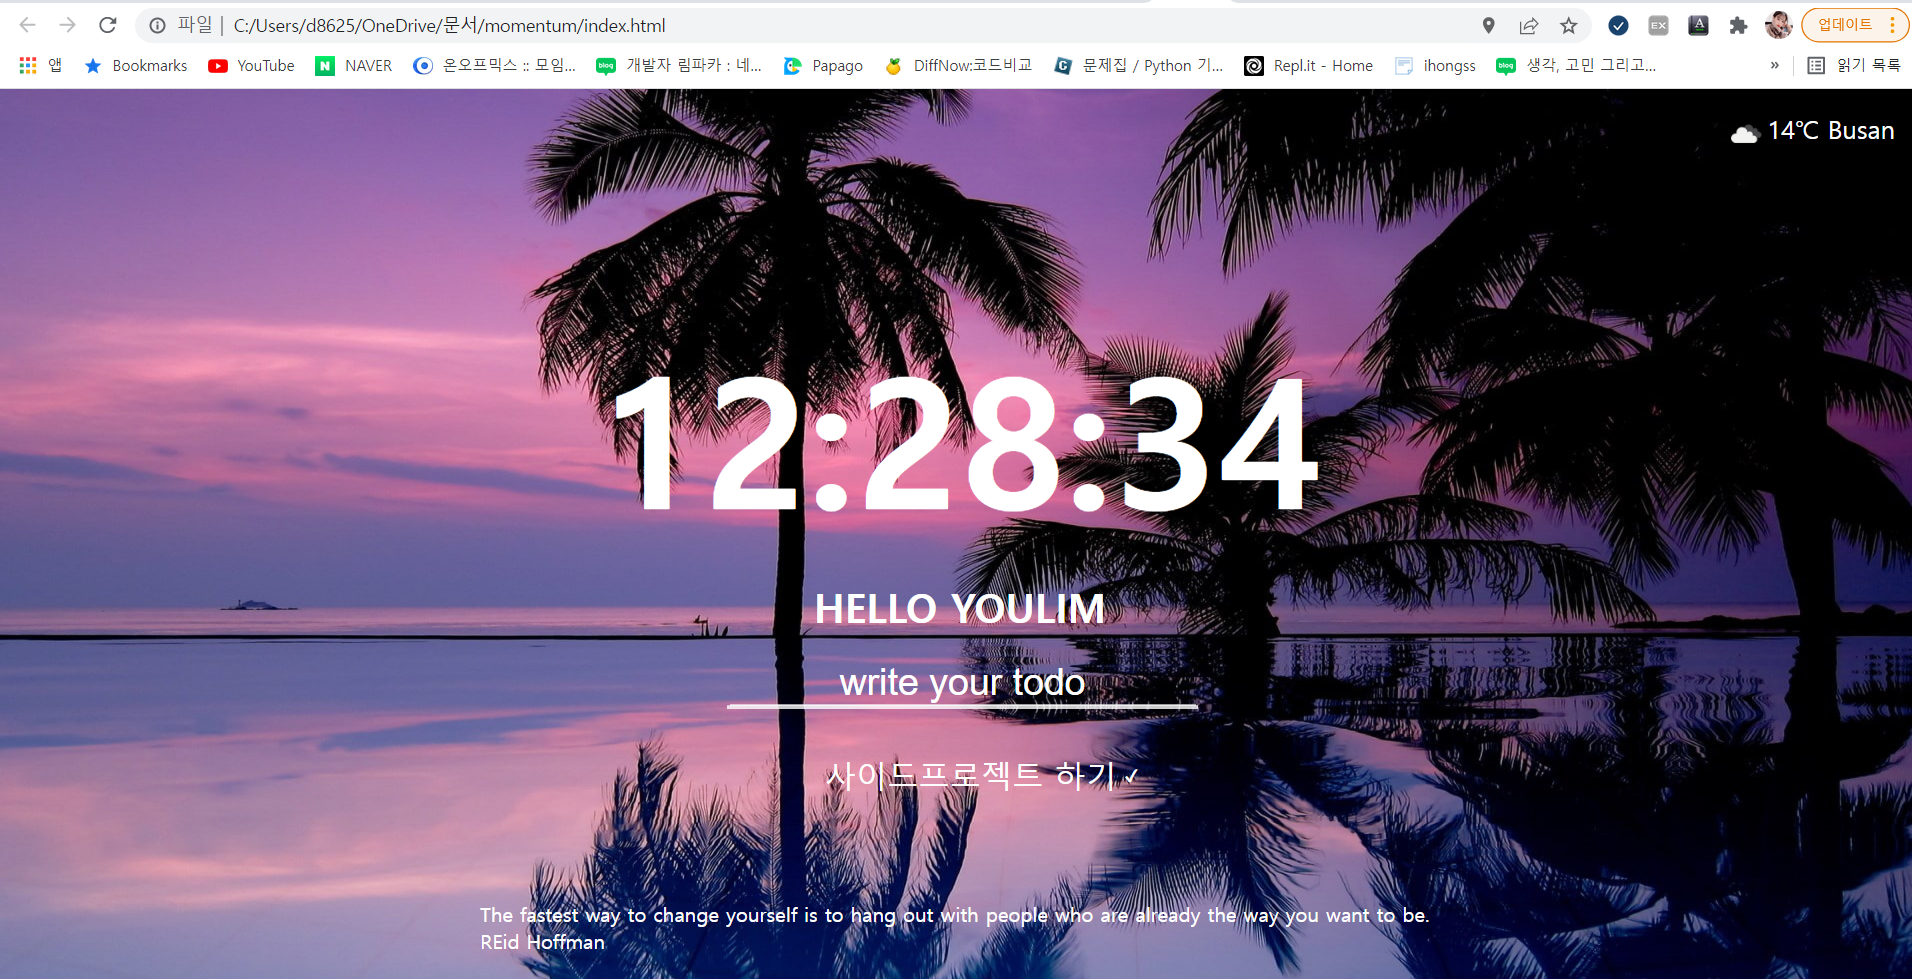 파일 | C:/Users/d8625/OneDrive/문서/momentum/index.html 업데이트
앱 Bookmarks YouTube NAVER 온오프믹스 :: 모임... 개발자 림파카 : 네... Papago DiffNow:코드비교 문제집 / Python 기... Repl.it - Home ihongss 생각, 고민 그리고... » 읽기 목록
14℃ Busan
12:28:34
HELLO YOULIM
write your todo
사이드프로젝트 하기 ✓
The fastest way to change yourself is to hang out with people who are already the way you want to be.
REid Hoffman